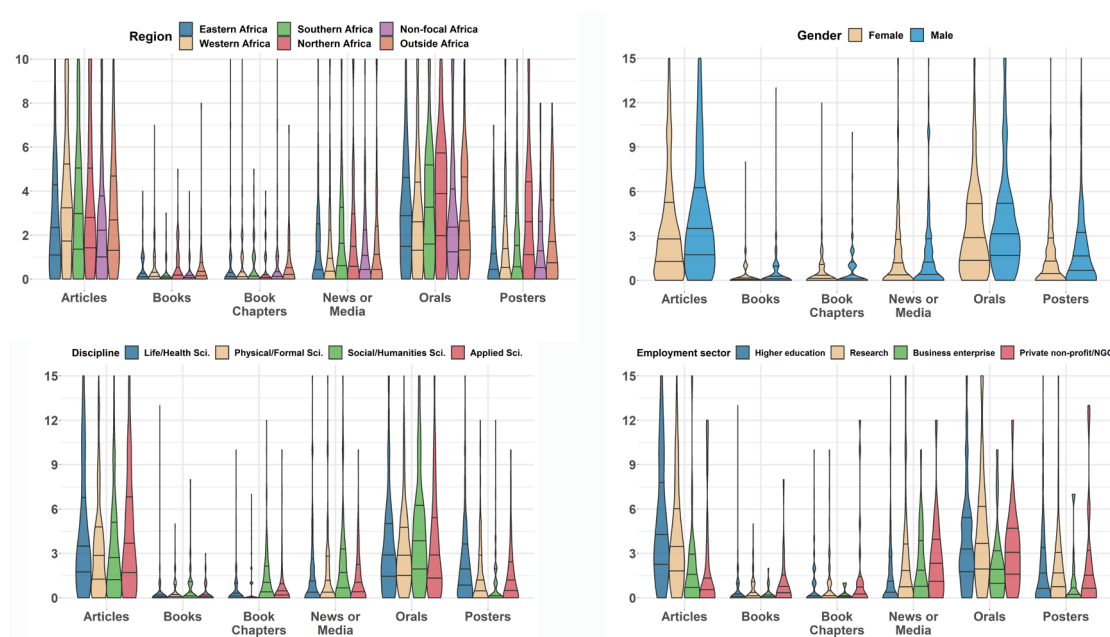 Region
Eastern Africa
Southern Africa
Non-focal Africa
Western Africa
Northern Africa
Outside Africa
10
8
6
4
2
0
Articles
Books
Book
Chapters
News or
Media
Orals
Posters
Gender
Female
Male
15
12
9
6
3
0
Articles
Books
Book
Chapters
News or
Media
Orals
Posters
Discipline
Life/Health Sci.
Physical/Formal Sci.
Social/Humanities Sci.
Applied Sci.
15
12
9
6
3
0
Articles
Books
Book
Chapters
News or
Media
Orals
Posters
Employment sector
Higher education
Research
Business enterprise
Private non-profit/NGO
15
12
9
6
3
0
Articles
Books
Book
Chapters
News or
Media
Orals
Posters